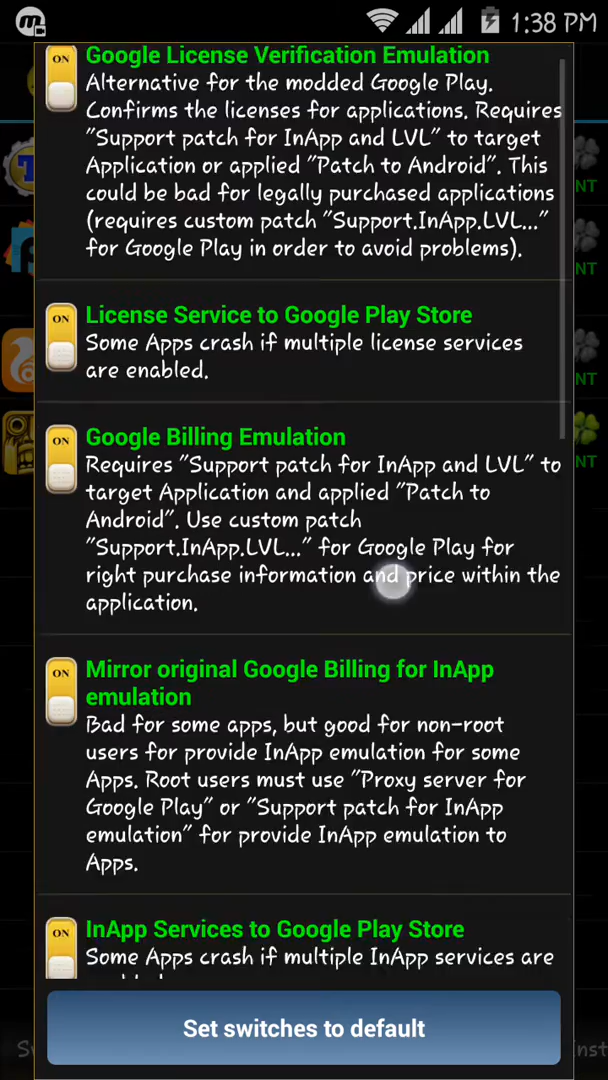 1:38 PM
Google License Verification Emulation
ON
Alternative for the modded Google Play.
Confirms the licenses for applications. Requires
"Support patch for InApp and LVL" to target
Application or applied "Patch to Android". This
could be bad for legally purchased applications
(requires custom patch "Support.InApp.LVL..."
for Google Play in order to avoid problems).
NT
License Service to Google Play Store
ON
Some Apps crash if multiple license services
are enabled.
NT
Google Billing Emulation
ON
Requires "Support patch for InApp and LVL" to
target Application and applied "Patch to
Android". Use custom patch
"Support.InApp.LVL..." for Google Play for
right purchase information and price within the
application.
NT
Mirror original Google Billing for InApp
emulation
ON
Bad for some apps, but good for non-root
users for provide InApp emulation for some
Apps. Root users must use "Proxy server for
Google Play" or "Support patch for InApp
emulation" for provide InApp emulation to
Apps.
InApp Services to Google Play Store
ON
Some Apps crash if multiple InApp services are
Set switches to default